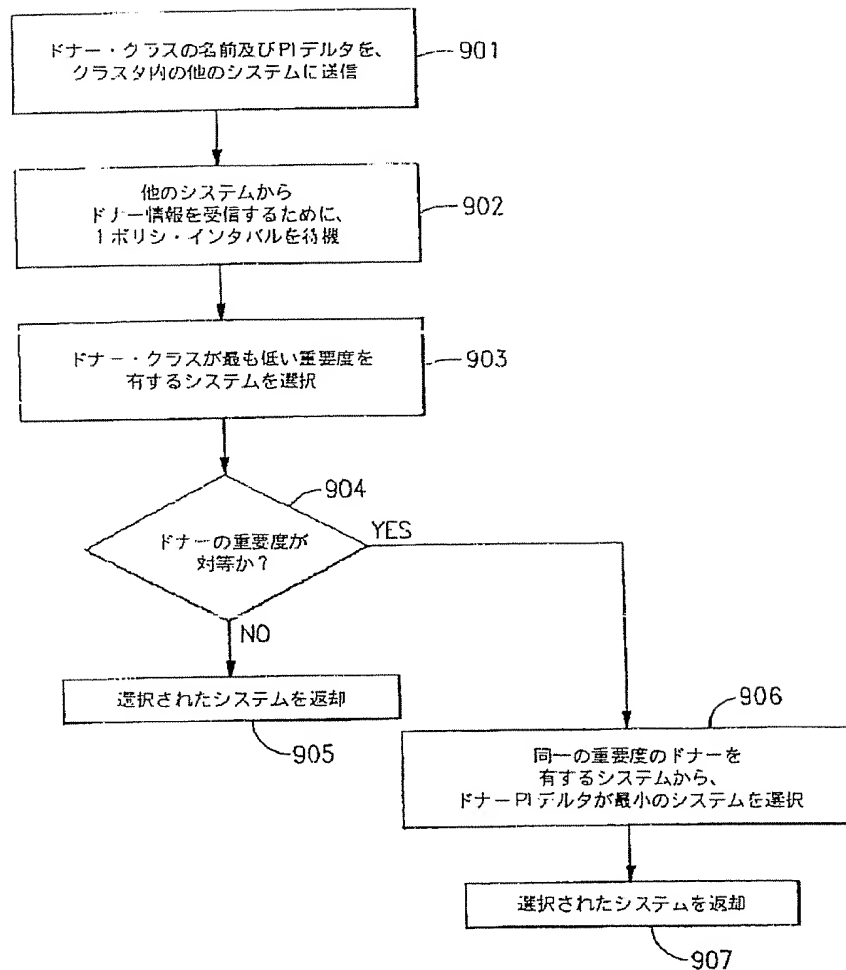 ドナー・クラスの名前及びPIデルタを、
クラスタ内の他のシステムに送信
901
他のシステムから
ドナー情報を受信するために、
1ポリシ・インタバルを待機
902
ドナー・クラスが最も低い重要度を
有するシステムを選択
903
904
ドナーの重要度が
対等か?
YES
NO
選択されたシステムを返却
905
906
同一の重要度のドナーを
有するシステムから、
ドナーPIデルタが最小のシステムを選択
選択されたシステムを返却
907